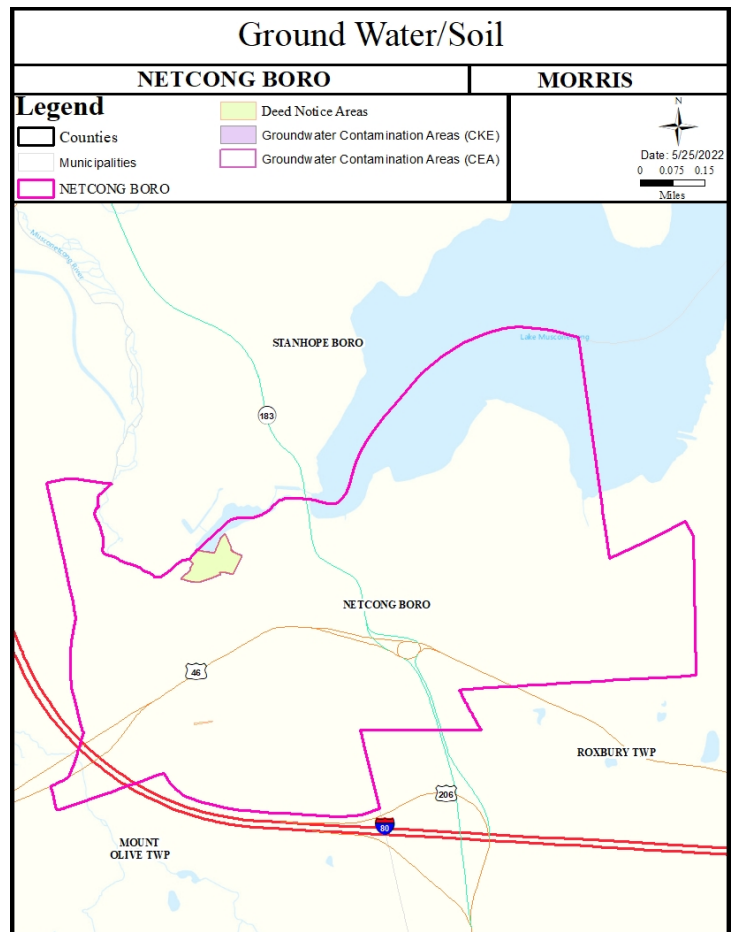 Ground Water/Soil
NETCONG BORO
MORRIS
Legend
Counties
Municipalities
NETCONG BORO
Deed Notice Areas
Groundwater Contamination Areas (CKE)
Groundwater Contamination Areas (CEA)
N
Date: 5/25/2022
0 0.075 0.15
Miles
Musconetcong River
STANHOPE BORO
Lake Musconetcong
183
NETCONG BORO
46
ROXBURY TWP
206
80
MOUNT
OLIVE TWP